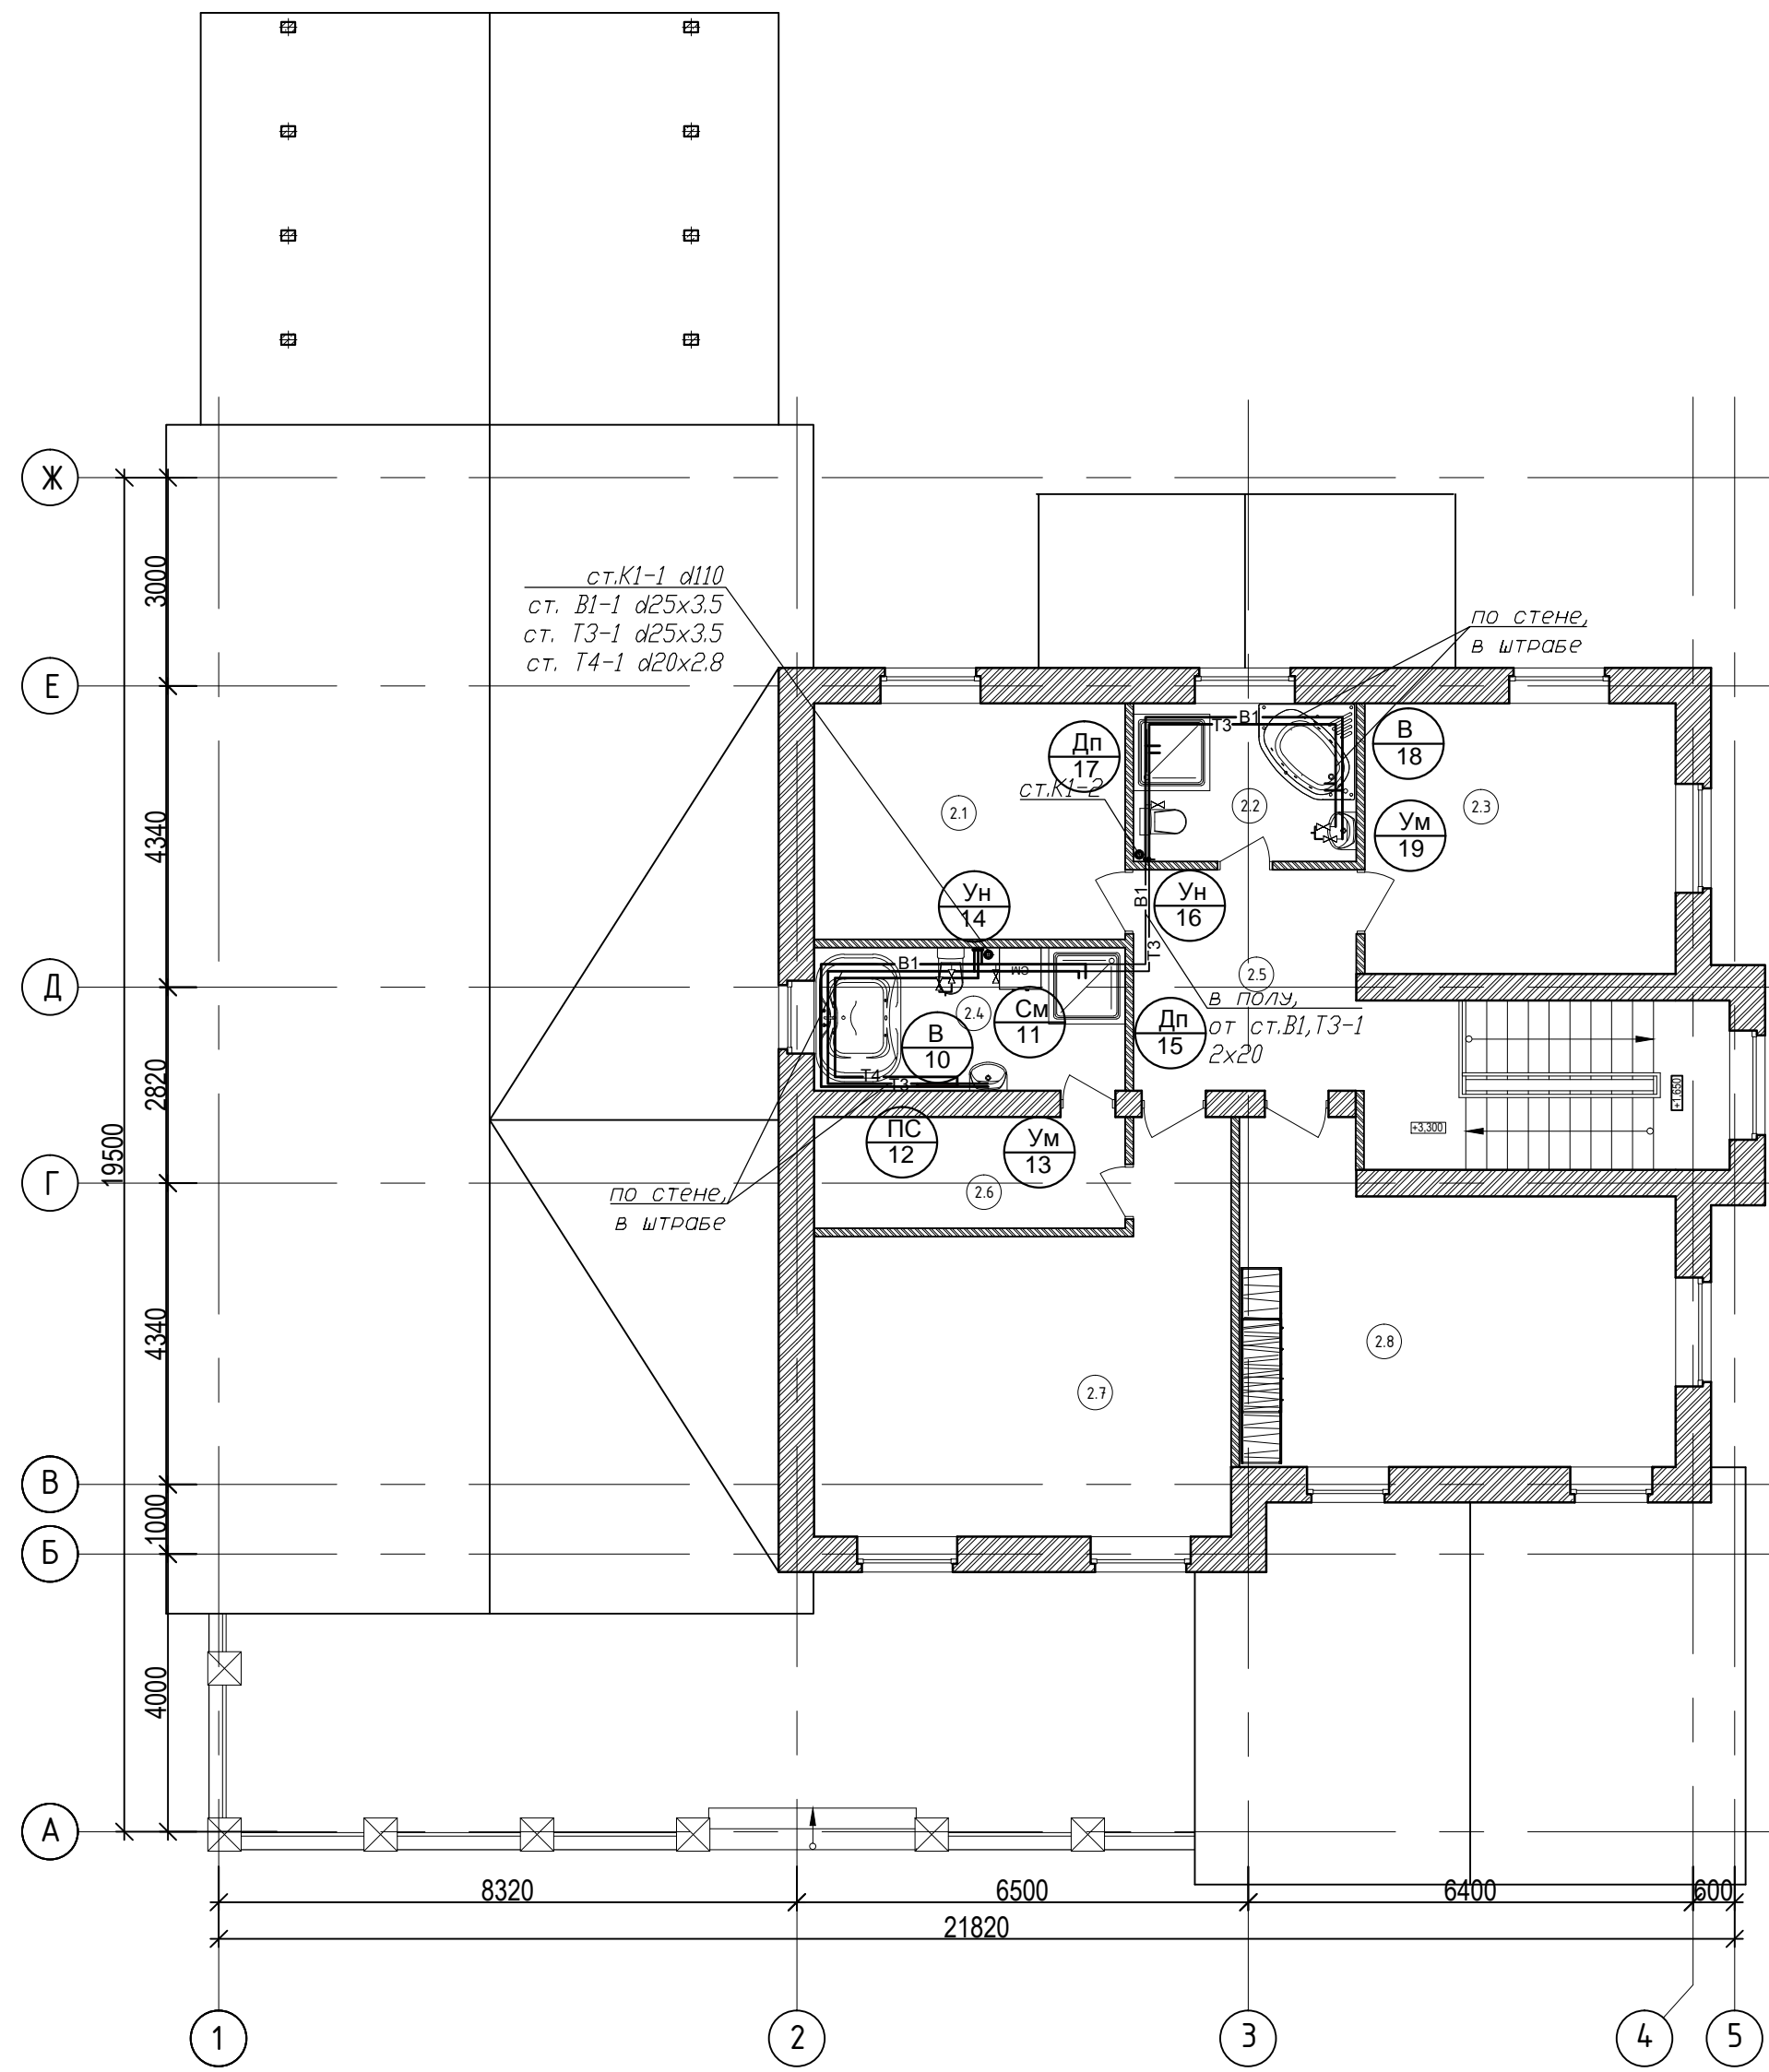 Ж
3000
ст.К1-1 d110
ст. В1-1 d25x3.5
ст. Т3-1 d25x3.5
ст. Т4-1 d20x2.8
по стене,
в штрабе
Е
В1
Т3
Дп
17
В
18
ст.К1-2
2.1
2.2
2.3
Ум
19
4340
Ун
14
Ун
16
В1
Т3
В1
см
2.5
Д
2.4
См
11
В
10
Дп
15
в полу,
от ст.В1,Т3-1
2x20
Т4
Т3
2820
+1,650
+3,300
ПС
12
Ум
13
19500
Г
2.6
по стене,
в штрабе
4340
2.8
2.7
В
1000
Б
4000
А
8320
6500
6400
600
21820
1
2
3
4
5